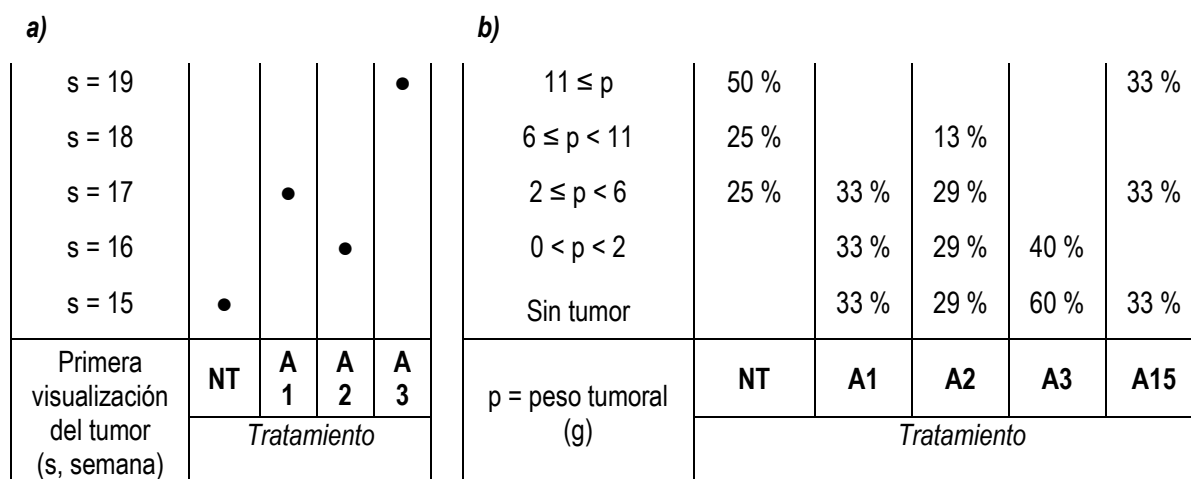 a)
b)
s = 19 ●
11 ≤ p 50 % 33 %
s = 18
6 ≤ p < 11 25 % 13 %
s = 17 ●
2 ≤ p < 6 25 % 33 % 29 % 33 %
s = 16 ●
0 < p < 2 33 % 29 % 40 %
s = 15 ●
Sin tumor 33 % 29 % 60 % 33 %
Primera
visualización
del tumor
(s, semana)
NT A 1 A 2 A 3
Tratamiento
p = peso tumoral
(g)
NT A1 A2 A3 A15
Tratamiento